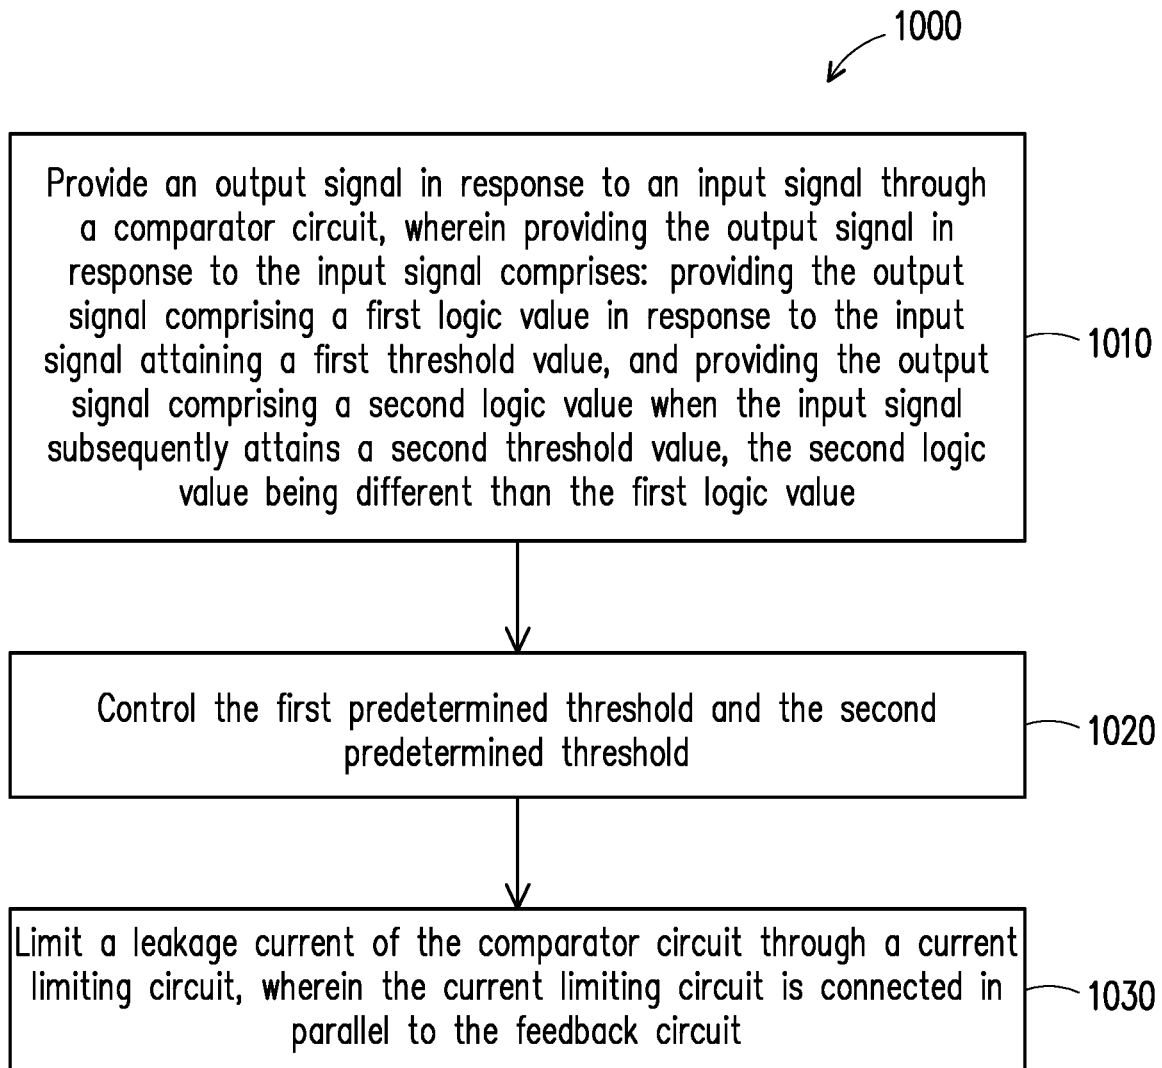 1000
Provide an output signal in response to an input signal through
a comparator circuit, wherein providing the output signal in
response to the input signal comprises: providing the output
signal comprising a first logic value in response to the input
signal attaining a first threshold value, and providing the output
signal comprising a second logic value when the input signal
subsequently attains a second threshold value, the second logic
value being different than the first logic value
1010
Control the first predetermined threshold and the second
predetermined threshold
1020
Limit a leakage current of the comparator circuit through a current
limiting circuit, wherein the current limiting circuit is connected in
parallel to the feedback circuit
1030